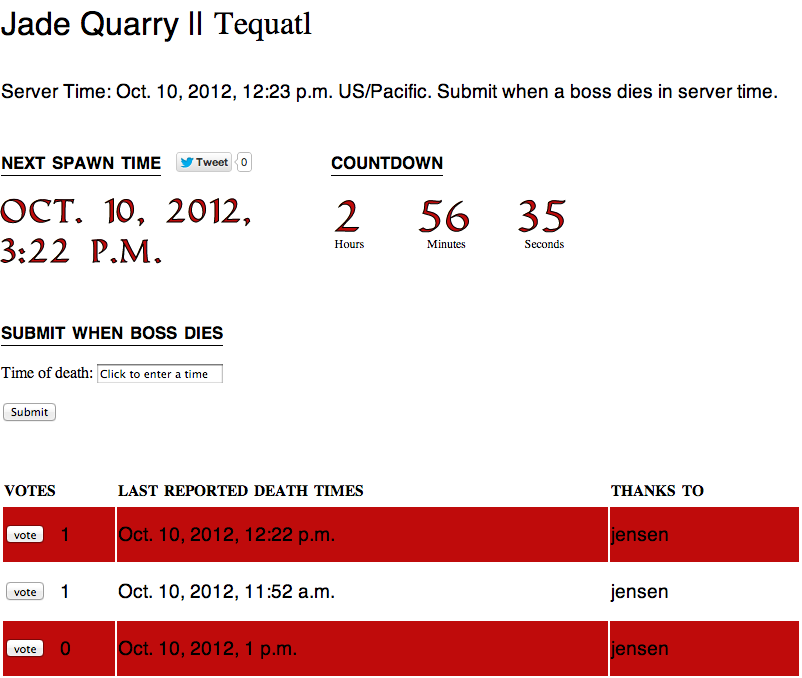 Jade Quarry || Tequatl
Server Time: Oct. 10, 2012, 12:23 p.m. US/Pacific. Submit when a boss dies in server time.
NEXT SPAWN TIME Tweet 0 COUNTDOWN
OCT. 10, 2012,
3:22 P.M.
2 56 35
Hours Minutes Seconds
SUBMIT WHEN BOSS DIES
Time of death: Click to enter a time
Submit
VOTES LAST REPORTED DEATH TIMES THANKS TO
vote 1 Oct. 10, 2012, 12:22 p.m. jensen
vote 1 Oct. 10, 2012, 11:52 a.m. jensen
vote 0 Oct. 10, 2012, 1 p.m. jensen